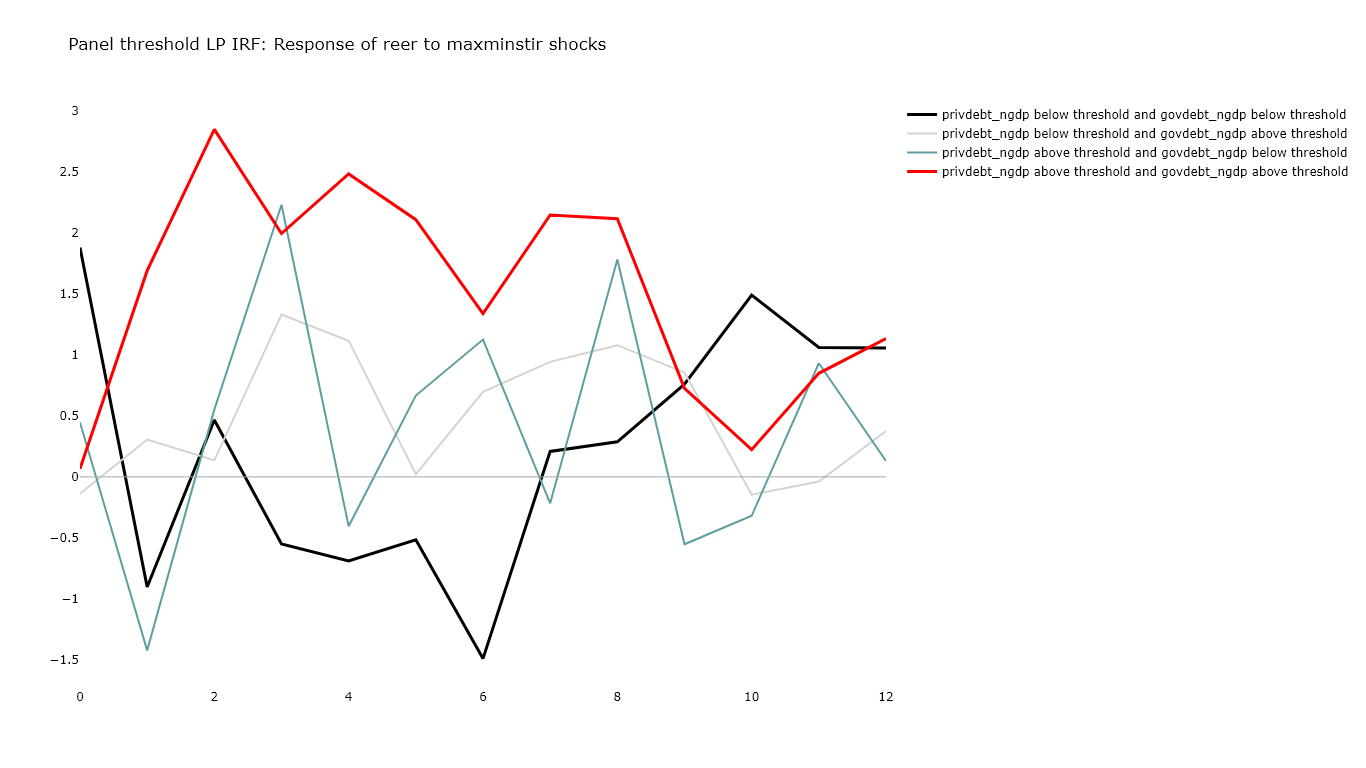 Panel threshold LP IRF: Response of reer to maxminstir shocks
3
2.5
2
1.5
1
0.5
0
−0.5
−1
−1.5
0 2 4 6 8 10 12
privdebt_ngdp below threshold and govdebt_ngdp below threshold
privdebt_ngdp below threshold and govdebt_ngdp above threshold
privdebt_ngdp above threshold and govdebt_ngdp below threshold
privdebt_ngdp above threshold and govdebt_ngdp above threshold